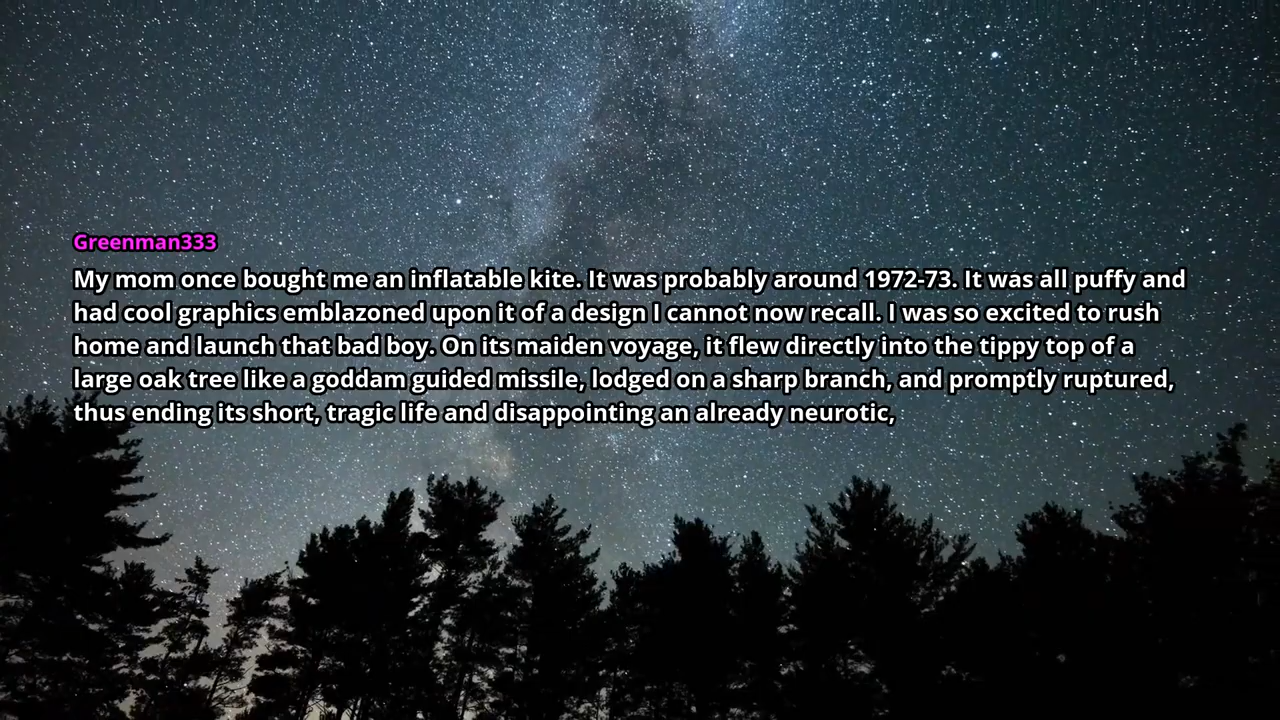 Greenman333
My mom once bought me an inflatable kite. It was probably around 1972-73. It was all puffy and
had cool graphics emblazoned upon it of a design I cannot now recall. I was so excited to rush
home and launch that bad boy. On its maiden voyage, it flew directly into the tippy top of a
large oak tree like a goddam guided missile, lodged on a sharp branch, and promptly ruptured,
thus ending its short, tragic life and disappointing an already neurotic,